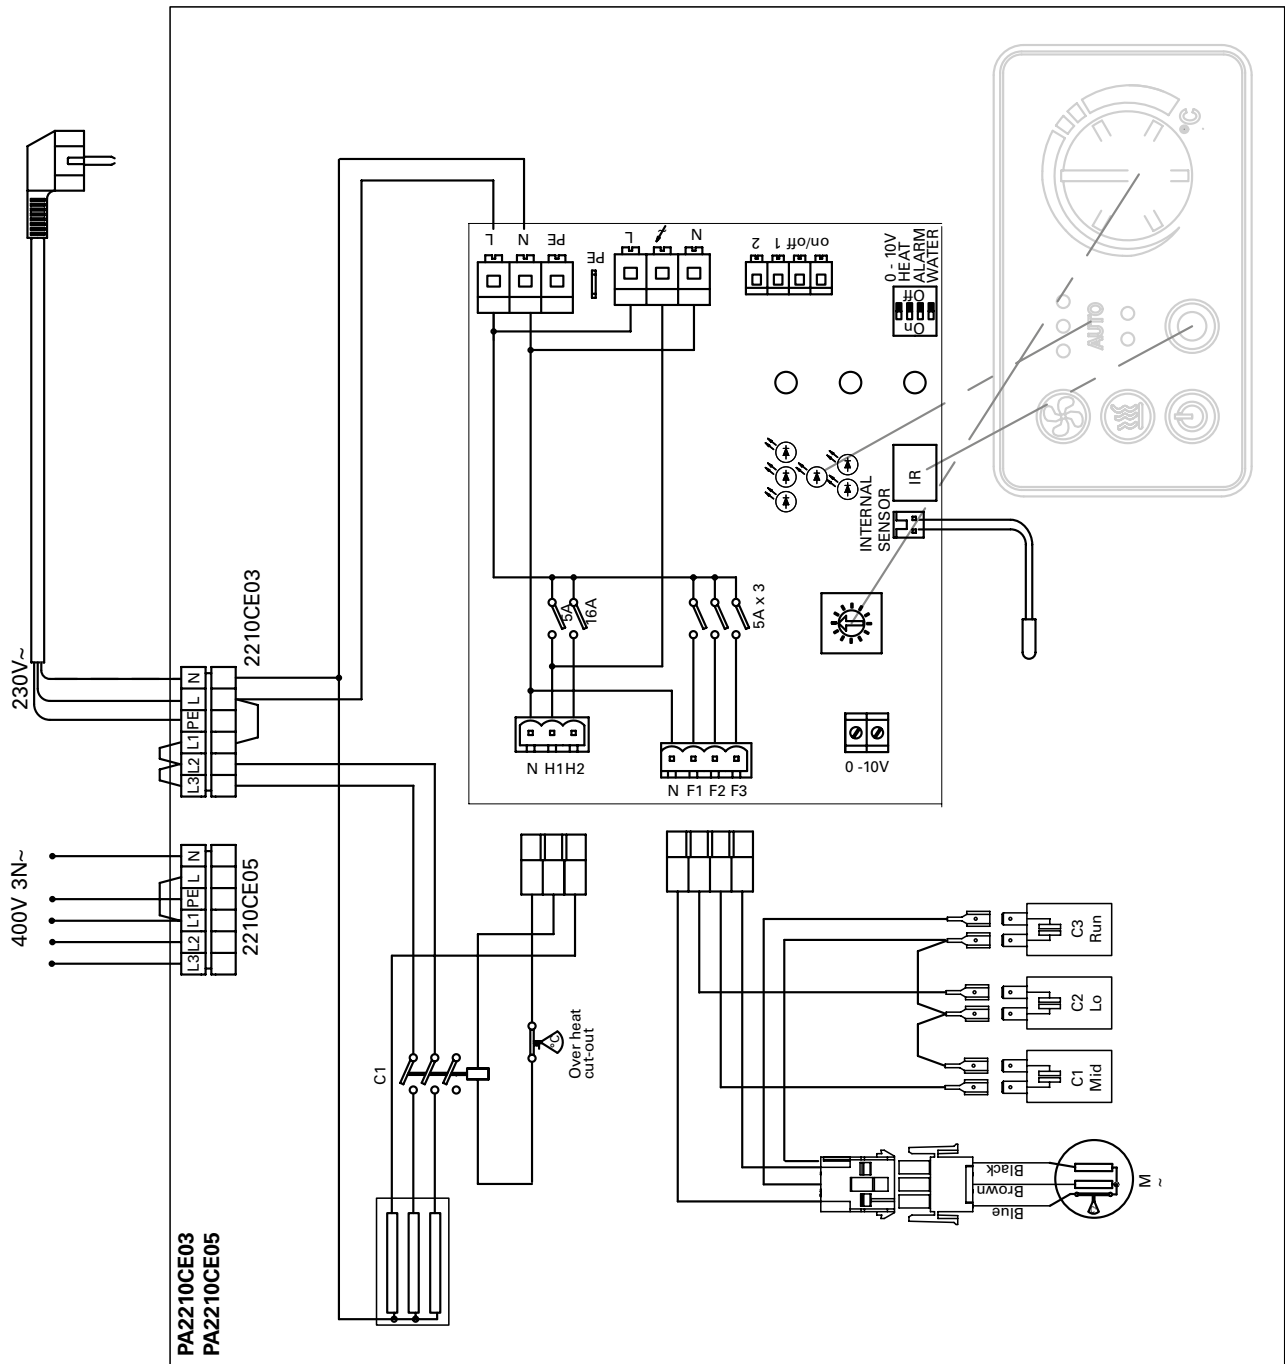 PA2210CE03
PA2210CE05
230V~
2210CE03
N
L
PE
L1
L2
L3
400V 3N~
2210CE05
N
L
PE
L1
L2
L3
L
N
PE
PE
L
N
2
1
on/off
0 - 10V
HEAT
ALARM
WATER
Off
On
°C
AUTO
IR
INTERNAL
SENSOR
5A
16A
5A x 3
N H1 H2
N F1 F2 F3
0 -10V
C1
°C
Over heat
cut-out
C3
Run
C2
Lo
C1
Mid
Black
Brown
Blue
M
~